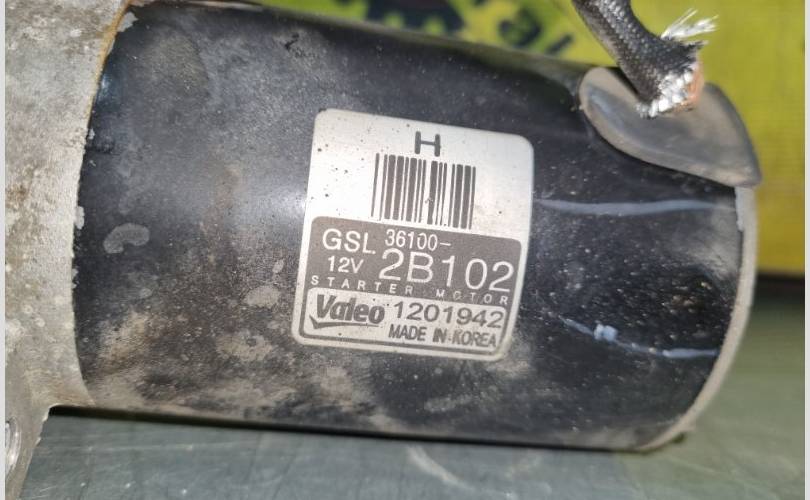 H
GSL 36100-
12V 2B102
STARTER MOTOR
Valeo 1201942
MADE IN KOREA